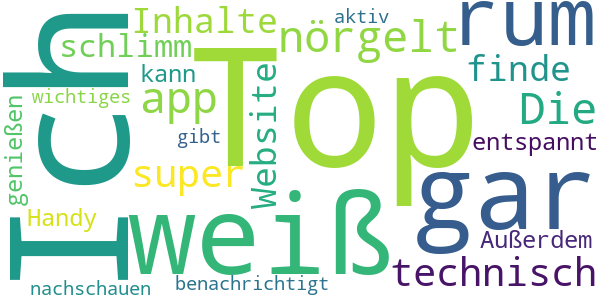 Ich
Top
weiß
gar
rum
Inhalte
nörgelt
aktiv
schlimm
kann
app
wichtiges
gibt
genießen
super
Website
finde
Die
entspannt
Handy
Außerdem
technisch
nachschauen
benachrichtigt